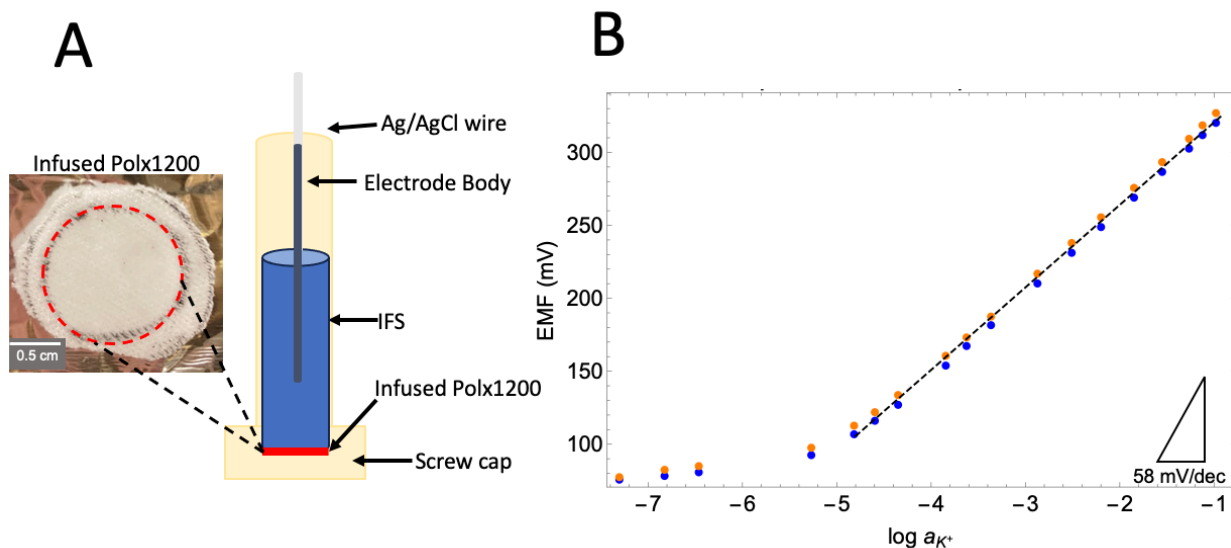 A
B
Ag/AgCl wire
Infused Polx1200
Electrode Body
IFS
0.5 cm
Infused Polx1200
Screw cap
EMF (mV)
300
250
200
150
100
58 mV/dec
−7 −6 −5 −4 −3 −2 −1
log a_K⁺